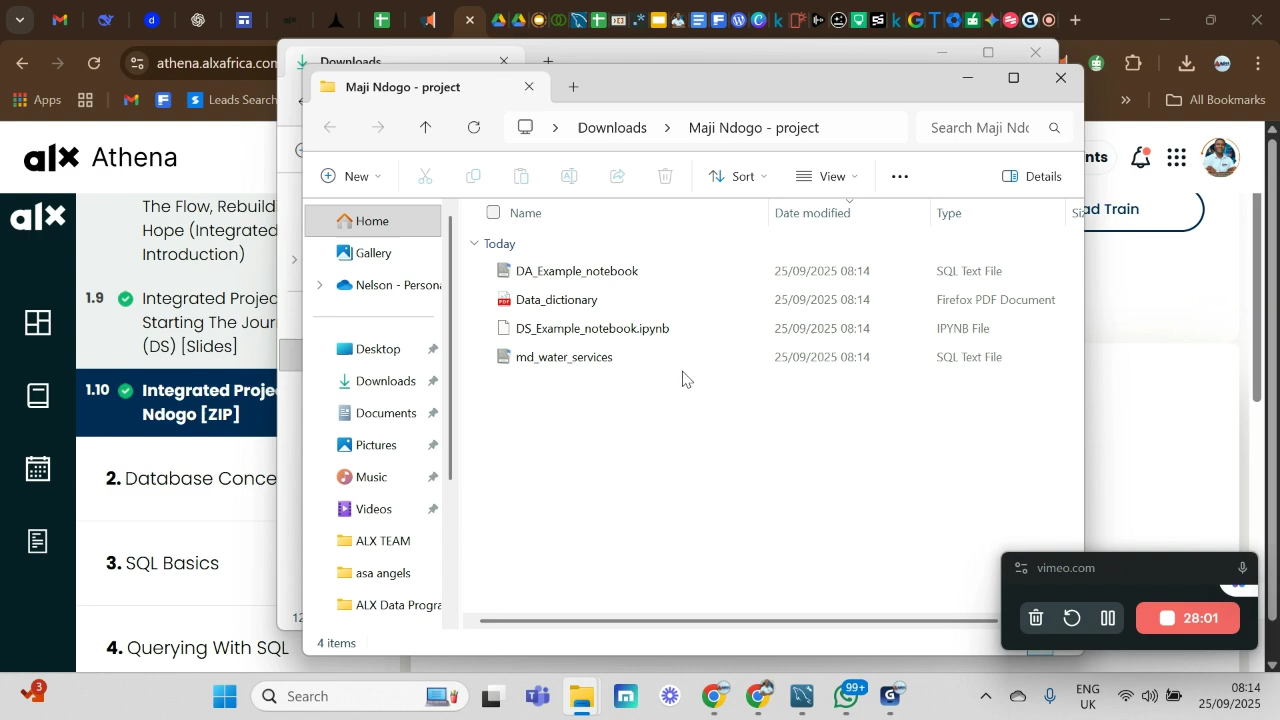 athena.alxafrica.com
Apps
Leads Search
All Bookmarks
Downloads
Maji Ndogo - project
Downloads > Maji Ndogo - project
Search Maji Ndc
New
Sort
View
Details
Name
Date modified
Type
Siz
Today
DA_Example_notebook
25/09/2025 08:14
SQL Text File
Data_dictionary
25/09/2025 08:14
Firefox PDF Document
DS_Example_notebook.ipynb
25/09/2025 08:14
IPYNB File
md_water_services
25/09/2025 08:14
SQL Text File
Home
Gallery
Nelson - Persona
Desktop
Downloads
Documents
Pictures
Music
Videos
ALX TEAM
asa angels
ALX Data Progra
4 items
alx Athena
nts
alx
ad Train
The Flow, Rebuild
Hope (Integrated
Introduction)
1.9 Integrated Projec
Starting The Jour
(DS) [Slides]
1.10 Integrated Proje
Ndogo [ZIP]
2. Database Conce
3. SQL Basics
4. Querying With SQL
12
vimeo.com
28:01
3
Search
99+
ENG
UK
08:14
25/09/2025